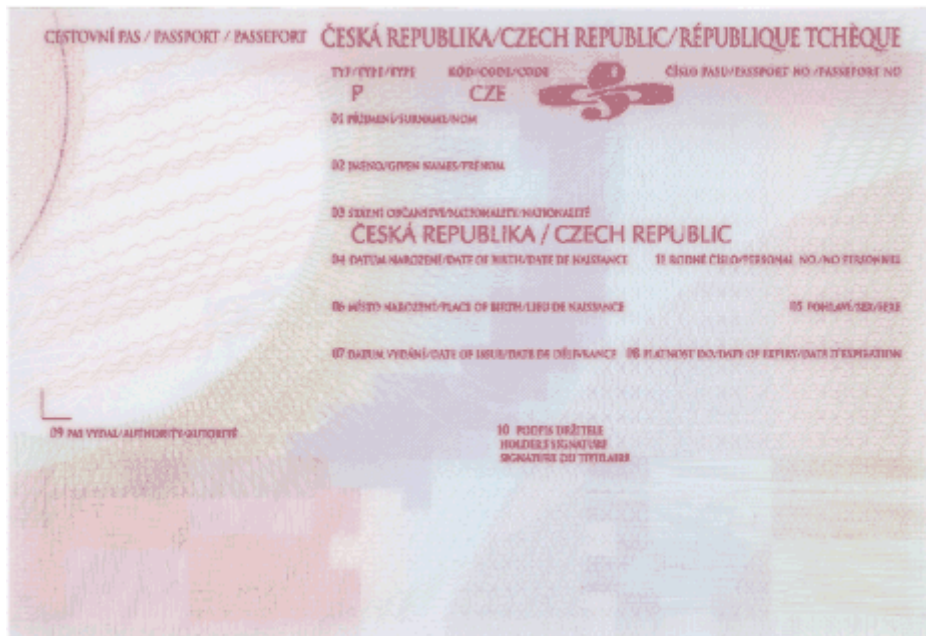 CESTOVNÍ PAS / PASSPORT / PASSEPORT
ČESKÁ REPUBLIKA/CZECH REPUBLIC/RÉPUBLIQUE TCHÈQUE
TYP/TYPE/TYPE KÓD/CODE/CODE ČÍSLO PASU/PASSPORT NO /PASSEPORT NO
P CZE
01 PŘÍJMENÍ/SURNAME/NOM
02 JMÉNO/GIVEN NAMES/PRÉNOM
03 STÁTNÍ OBČANSTVÍ/NATIONALITY/NATIONALITÉ
ČESKÁ REPUBLIKA / CZECH REPUBLIC
04 DATUM NAROZENÍ/DATE OF BIRTH/DATE DE NAISSANCE 11 RODNÉ ČÍSLO/PERSONAL NO/NO PERSONNEL
06 MÍSTO NAROZENÍ/PLACE OF BIRTH/LIEU DE NAISSANCE 05 POHLAVÍ/SEX/SEXE
07 DATUM VYDÁNÍ/DATE OF ISSUE/DATE DE DÉLIVRANCE 08 PLATNOST DO/DATE OF EXPIRY/DATE D'EXPIRATION
09 PAS VYDAL/AUTHORITY/AUTORITÉ
10 PODPIS DRŽITELE
HOLDERS SIGNATURE
SIGNATURE DU TITULAIRE